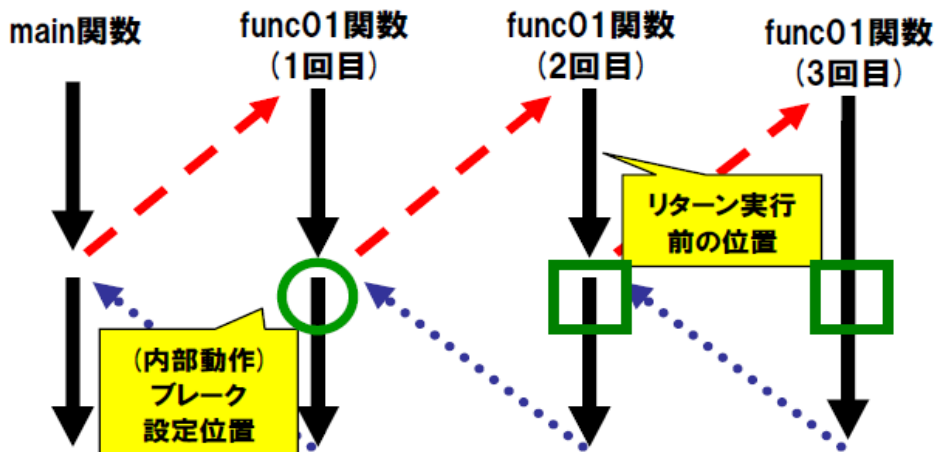 main関数
func01関数
(1回目)
func01関数
(2回目)
func01関数
(3回目)
リターン実行
前の位置
(内部動作)
ブレーク
設定位置